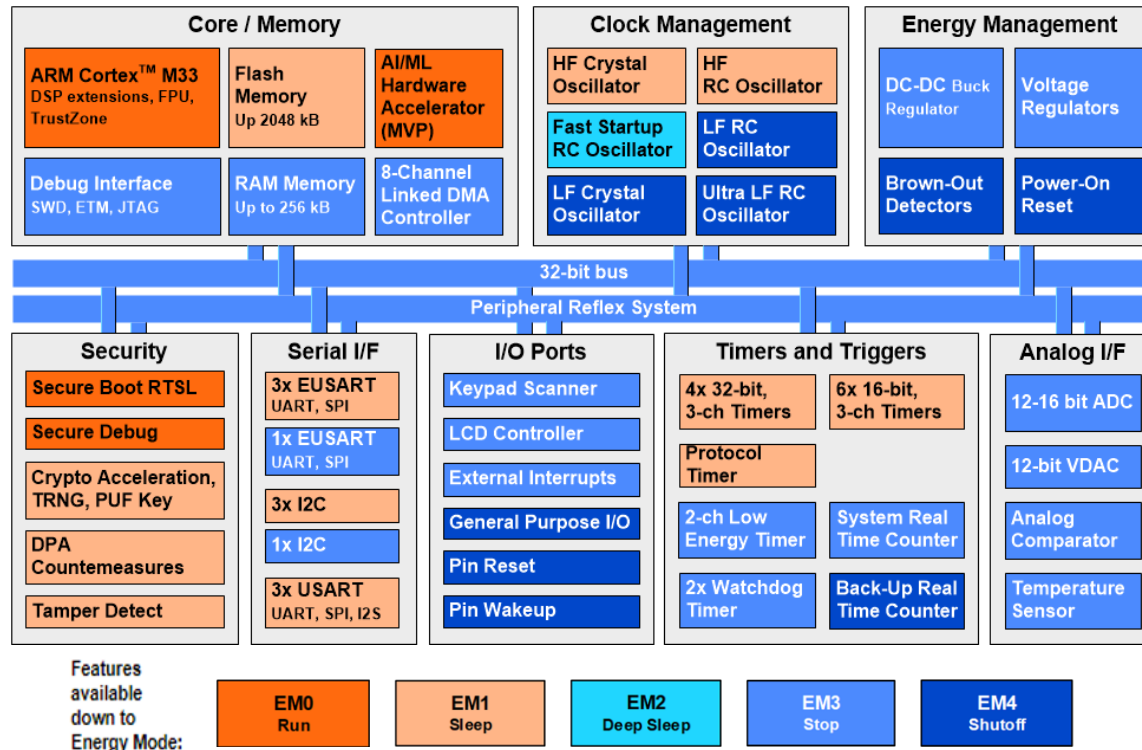 Core / Memory
ARM Cortex™ M33
DSP extensions, FPU,
TrustZone
Flash
Memory
Up 2048 kB
AI/ML
Hardware
Accelerator
(MVP)
Debug Interface
SWD, ETM, JTAG
RAM Memory
Up to 256 kB
8-Channel
Linked DMA
Controller
Clock Management
HF Crystal
Oscillator
HF
RC Oscillator
Fast Startup
RC Oscillator
LF RC
Oscillator
LF Crystal
Oscillator
Ultra LF RC
Oscillator
Energy Management
DC-DC Buck
Regulator
Voltage
Regulators
Brown-Out
Detectors
Power-On
Reset
32-bit bus
Peripheral Reflex System
Security
Secure Boot RTSL
Secure Debug
Crypto Acceleration,
TRNG, PUF Key
DPA
Countemeasures
Tamper Detect
Serial I/F
3x EUSART
UART, SPI
1x EUSART
UART, SPI
3x I2C
1x I2C
3x USART
UART, SPI, I2S
I/O Ports
Keypad Scanner
LCD Controller
External Interrupts
General Purpose I/O
Pin Reset
Pin Wakeup
Timers and Triggers
4x 32-bit,
3-ch Timers
6x 16-bit,
3-ch Timers
Protocol
Timer
2-ch Low
Energy Timer
System Real
Time Counter
2x Watchdog
Timer
Back-Up Real
Time Counter
Analog I/F
12-16 bit ADC
12-bit VDAC
Analog
Comparator
Temperature
Sensor
Features
available
down to
Energy Mode:
EM0
Run
EM1
Sleep
EM2
Deep Sleep
EM3
Stop
EM4
Shutoff